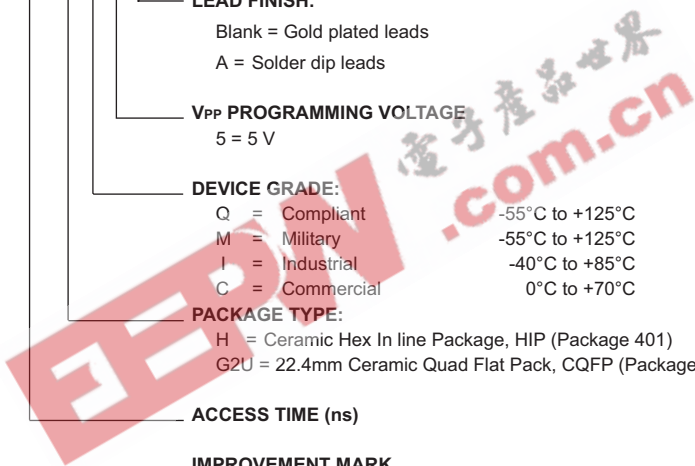 LEAD FINISH:
Blank = Gold plated leads
A = Solder dip leads
VPP PROGRAMMING VOLTAGE
5 = 5 V
DEVICE GRADE:
Q = Compliant -55°C to +125°C
M = Military -55°C to +125°C
I = Industrial -40°C to +85°C
C = Commercial 0°C to +70°C
PACKAGE TYPE:
H = Ceramic Hex In line Package, HIP (Package 401)
G2U = 22.4mm Ceramic Quad Flat Pack, CQFP (Package
ACCESS TIME (ns)
IMPROVEMENT MARK
EEPW
电子产品世界
.com.cn